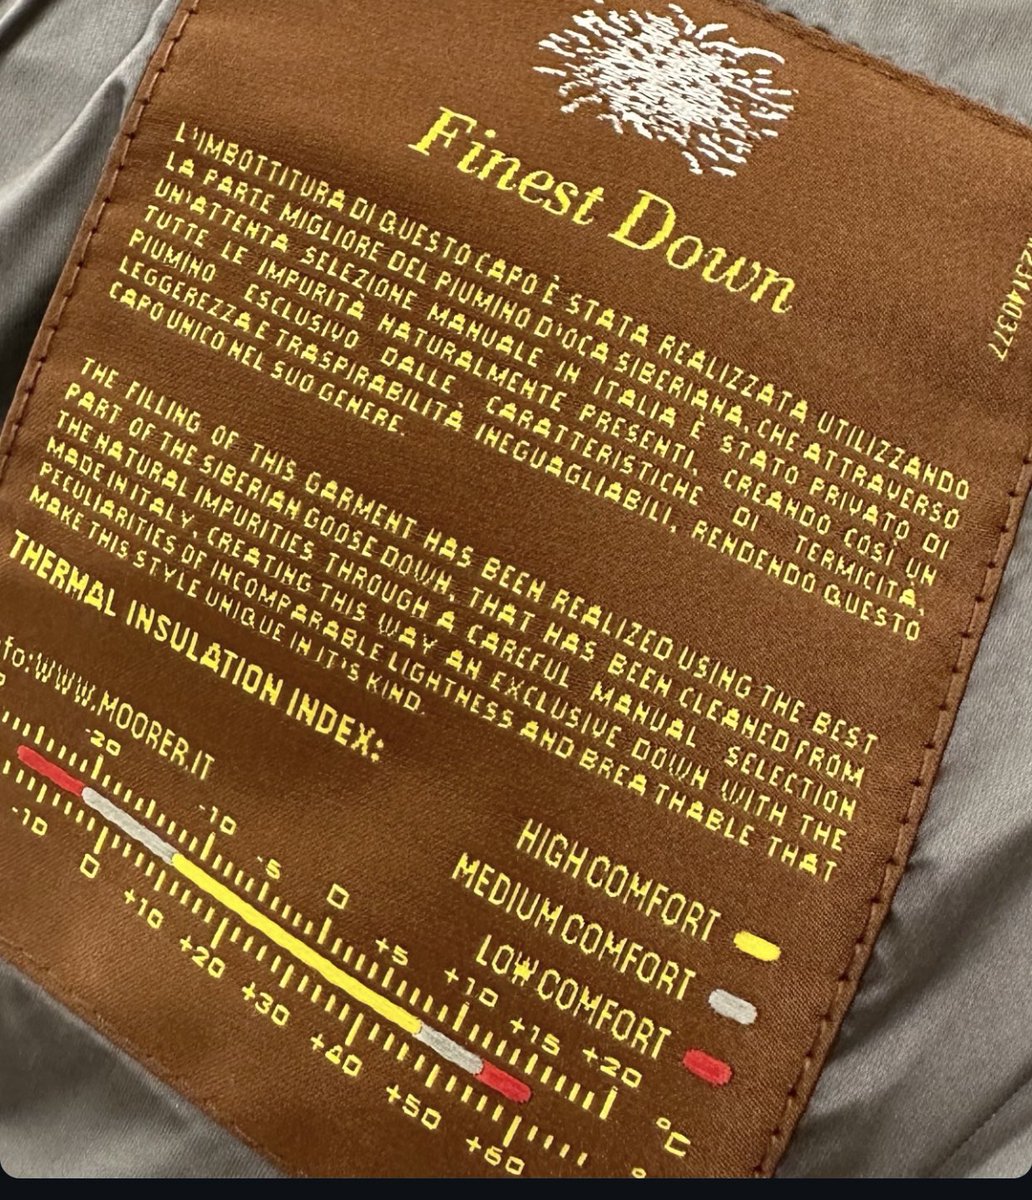 Finest Down
L'IMBOTTITURA DI QUESTO CAPO È STATA REALIZZATA UTILIZZANDO
LA PARTE MIGLIORE DEL PIUMINO D'OCA SIBERIANA, CHE ATTRAVERSO
UN'ATTENTA SELEZIONE MANUALE IN ITALIA È STATO PRIVATO DI
TUTTE LE IMPURITÀ NATURALMENTE PRESENTI, CREANDO COSÌ UN
PIUMINO ESCLUSIVO DALLE CARATTERISTICHE DI TERMICITÀ,
LEGGEREZZA E TRASPIRABILITÀ INEGUAGLIABILI, RENDENDO QUESTO
CAPO UNICO NEL SUO GENERE.
THE FILLING OF THIS GARMENT HAS BEEN REALIZED USING THE BEST
PART OF THE SIBERIAN GOOSE DOWN, THAT HAS BEEN CLEANED FROM
THE NATURAL IMPURITIES THROUGH A CAREFUL MANUAL SELECTION
MADE IN ITALY, CREATING THIS WAY AN EXCLUSIVE DOWN WITH THE
PECULIARITIES OF INCOMPARABLE LIGHTNESS AND BREATHABLE THAT
MAKE THIS STYLE UNIQUE IN IT'S KIND.
THERMAL INSULATION INDEX:
WWW.MOORER.IT
HIGH COMFORT
MEDIUM COMFORT
LOW COMFORT
-20 -10 -5 0 +5 +10 +15 +20 °C
-10 0 +10 +20 +30 +40 +50 +60